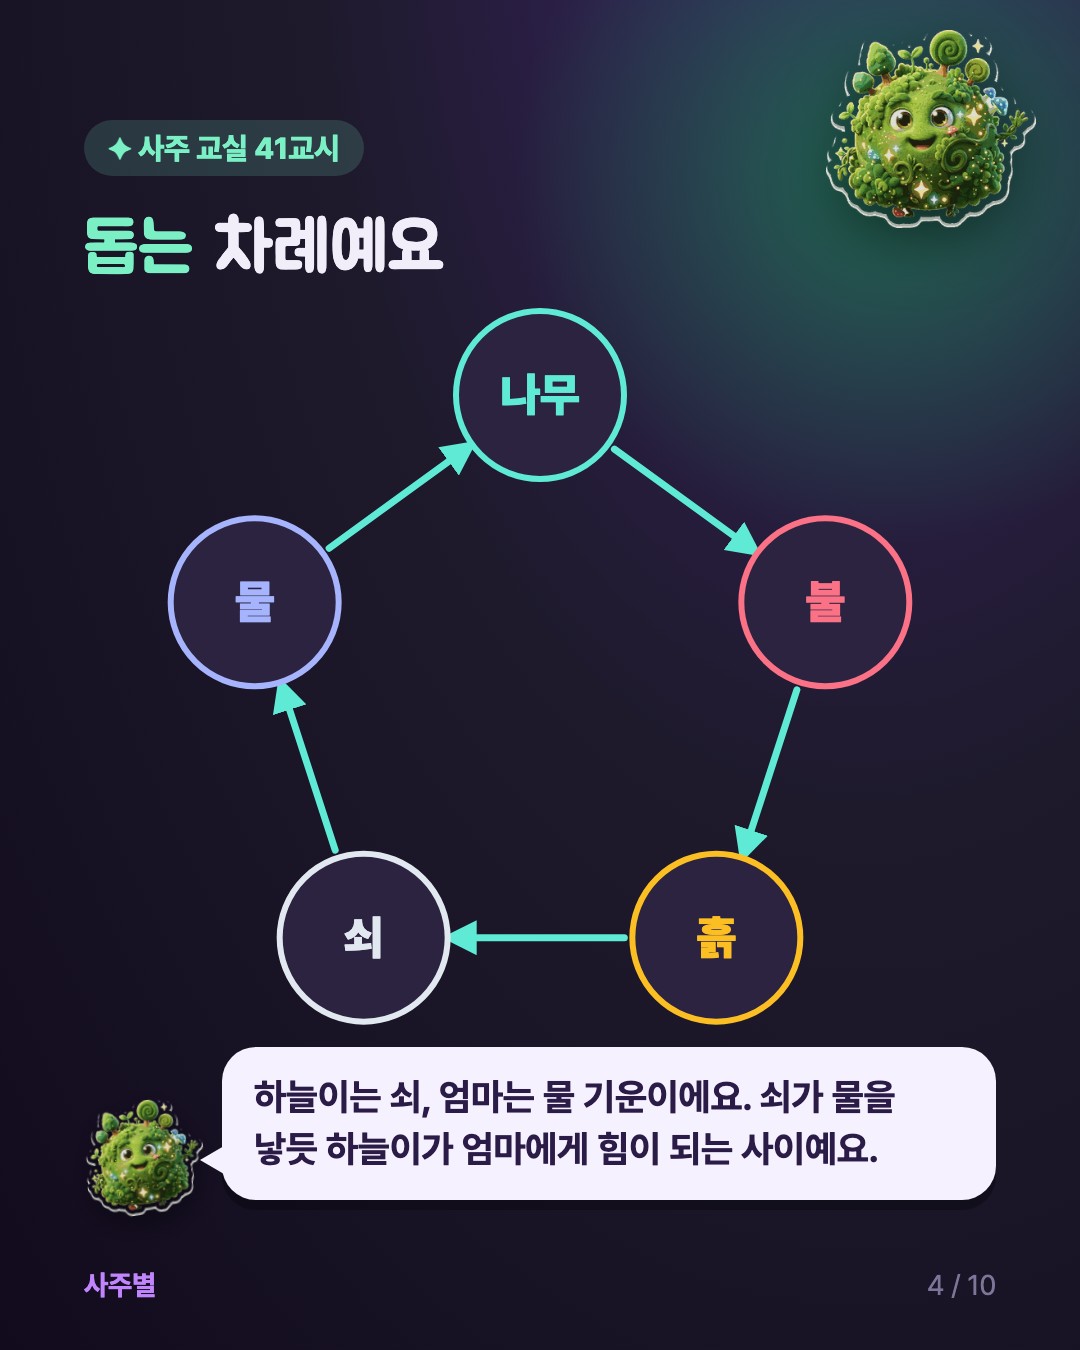 ✦ 사주 교실 41교시
돕는 차례예요
나무
물
불
쇠
흙
하늘이는 쇠, 엄마는 물 기운이에요. 쇠가 물을
낳듯 하늘이가 엄마에게 힘이 되는 사이예요.
사주별
4 / 10